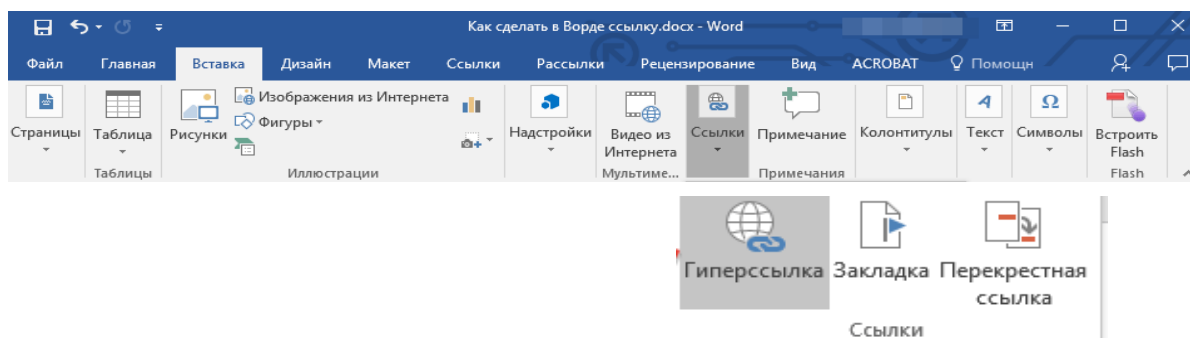 Как сделать в Ворде ссылку.docx - Word
Файл Главная Вставка Дизайн Макет Ссылки Рассылки Рецензирование Вид ACROBAT Помощн
Страницы Таблица Рисунки Изображения из Интернета Фигуры Надстройки Видео из Интернета Ссылки Примечание Колонтитулы Текст Символы Встроить Flash
Таблицы Иллюстрации Мультиме... Примечания Flash
Гиперссылка Закладка Перекрестная
ссылка
Ссылки